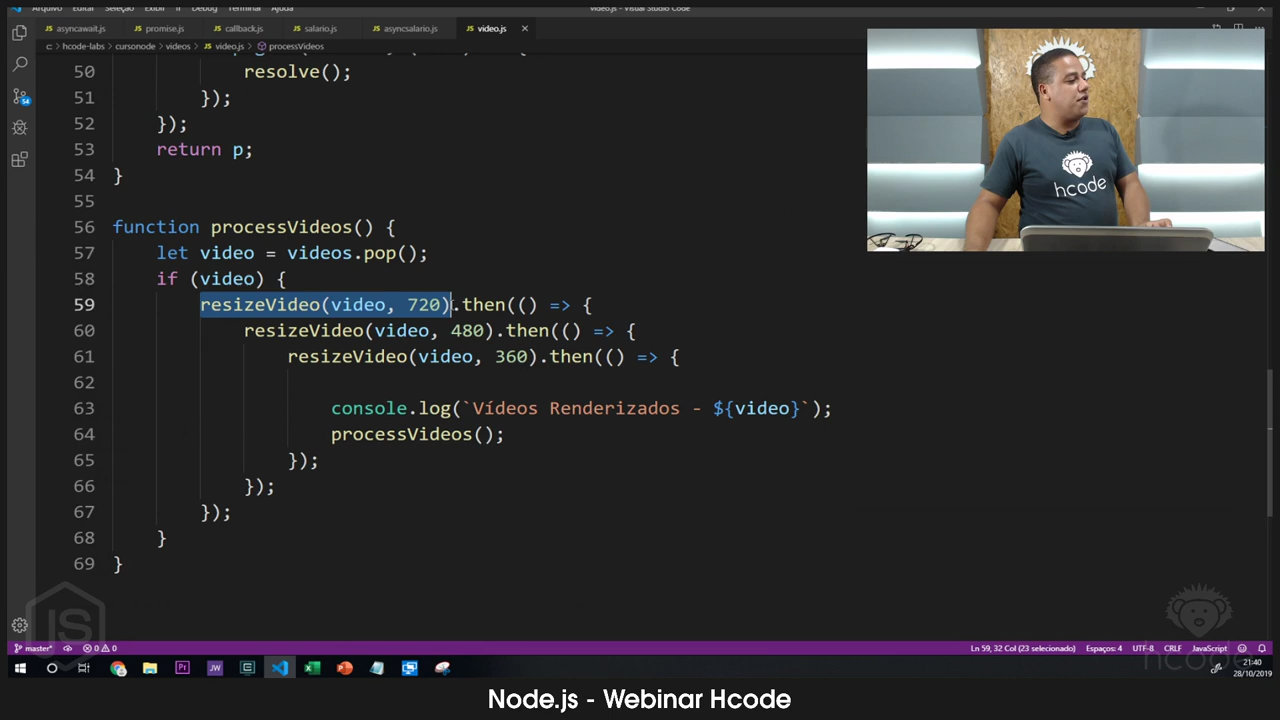 Arquivo Editar Seleção Exibir Ir Debug Terminal Ajuda
video.js - Visual Studio Code
asyncawait.js promise.js callback.js salario.js asyncsalario.js video.js
c: > hcode-labs > cursonode > videos > video.js > processVideos
50 resolve();
51 });
52 });
53 return p;
54 }
55
56 function processVideos() {
57 let video = videos.pop();
58 if (video) {
59 resizeVideo(video, 720).then(() => {
60 resizeVideo(video, 480).then(() => {
61 resizeVideo(video, 360).then(() => {
62
63 console.log(`Vídeos Renderizados - ${video}`);
64 processVideos();
65 });
66 });
67 });
68 }
69 }
hcode
JS
hcode
master* 0 0 Ln 59, Col 32 (23 selecionado) Espaços: 4 UTF-8 CRLF JavaScript
21:40
28/10/2019
Node.js - Webinar Hcode